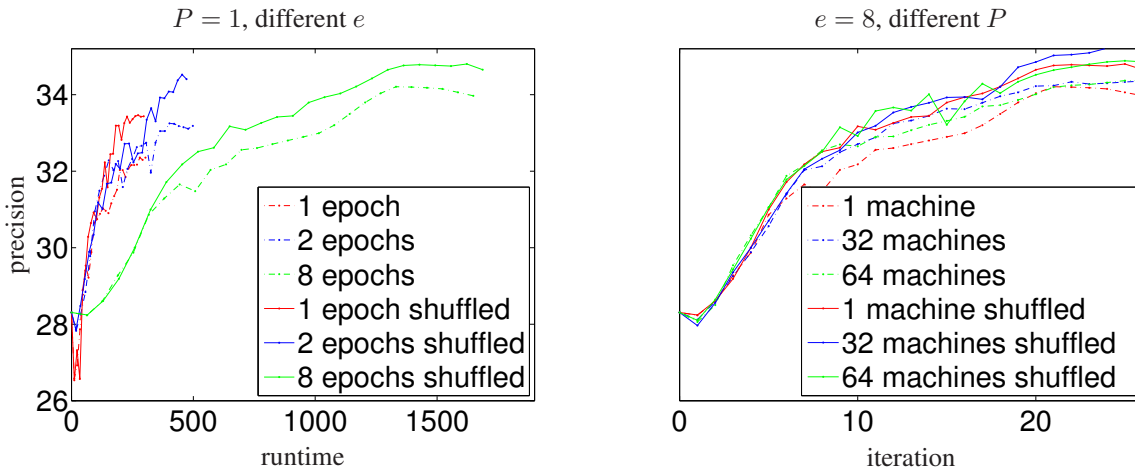 P = 1, different e
precision
34
32
30
28
26
0
500
1000
1500
runtime
1 epoch
2 epochs
8 epochs
1 epoch shuffled
2 epochs shuffled
8 epochs shuffled
e = 8, different P
0
10
20
iteration
1 machine
32 machines
64 machines
1 machine shuffled
32 machines shuffled
64 machines shuffled